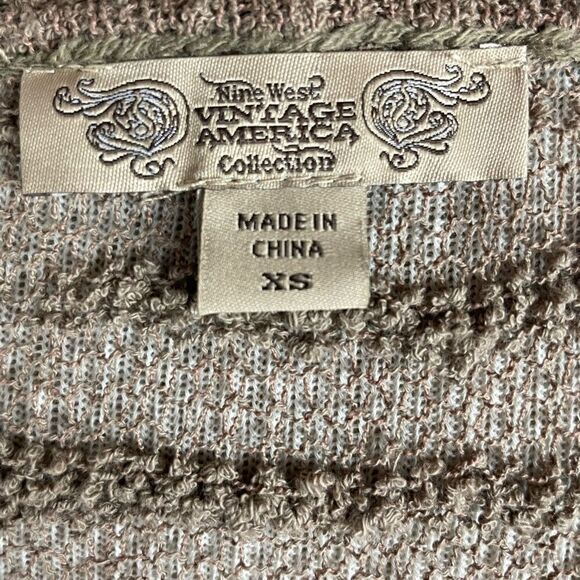 Nine West
VINTAGE
AMERICA
Collection
MADE IN
CHINA
XS